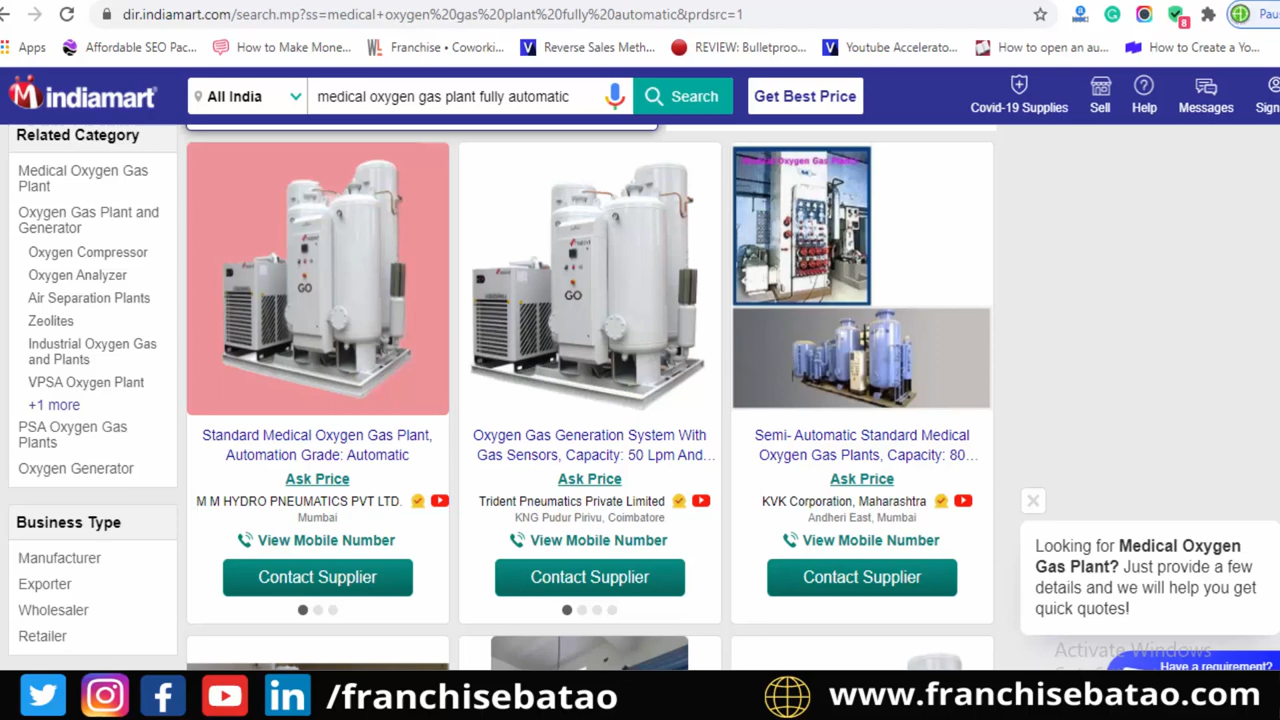 dir.indiamart.com/search.mp?ss=medical+oxygen%20gas%20plant%20fully%20automatic&prdsrc=1
8
Pau
Apps
Affordable SEO Pac...
How to Make Mone...
WL
Franchise • Coworki...
Reverse Sales Meth...
REVIEW: Bulletproo...
Youtube Accelerato...
How to open an au...
How to Create a Yo...
indiamart
All India
medical oxygen gas plant fully automatic
Search
Get Best Price
Covid-19 Supplies
Sell
Help
Messages
Sign
Related Category
Medical Oxygen Gas
Plant
Oxygen Gas Plant and
Generator
Oxygen Compressor
Oxygen Analyzer
Air Separation Plants
Zeolites
Industrial Oxygen Gas
and Plants
VPSA Oxygen Plant
+1 more
PSA Oxygen Gas
Plants
Oxygen Generator
Business Type
Manufacturer
Exporter
Wholesaler
Retailer
GO
Standard Medical Oxygen Gas Plant,
Automation Grade: Automatic
Ask Price
M M HYDRO PNEUMATICS PVT LTD.
Mumbai
View Mobile Number
Contact Supplier
GO
Oxygen Gas Generation System With
Gas Sensors, Capacity: 50 Lpm And...
Ask Price
Trident Pneumatics Private Limited
KNG Pudur Pirivu, Coimbatore
View Mobile Number
Contact Supplier
Medical Oxygen Gas Plants
Semi- Automatic Standard Medical
Oxygen Gas Plants, Capacity: 80...
Ask Price
KVK Corporation, Maharashtra
Andheri East, Mumbai
View Mobile Number
Contact Supplier
Looking for Medical Oxygen
Gas Plant? Just provide a few
details and we will help you get
quick quotes!
Activate Windows
Have a requirement?
/franchisebatao
www.franchisebatao.com